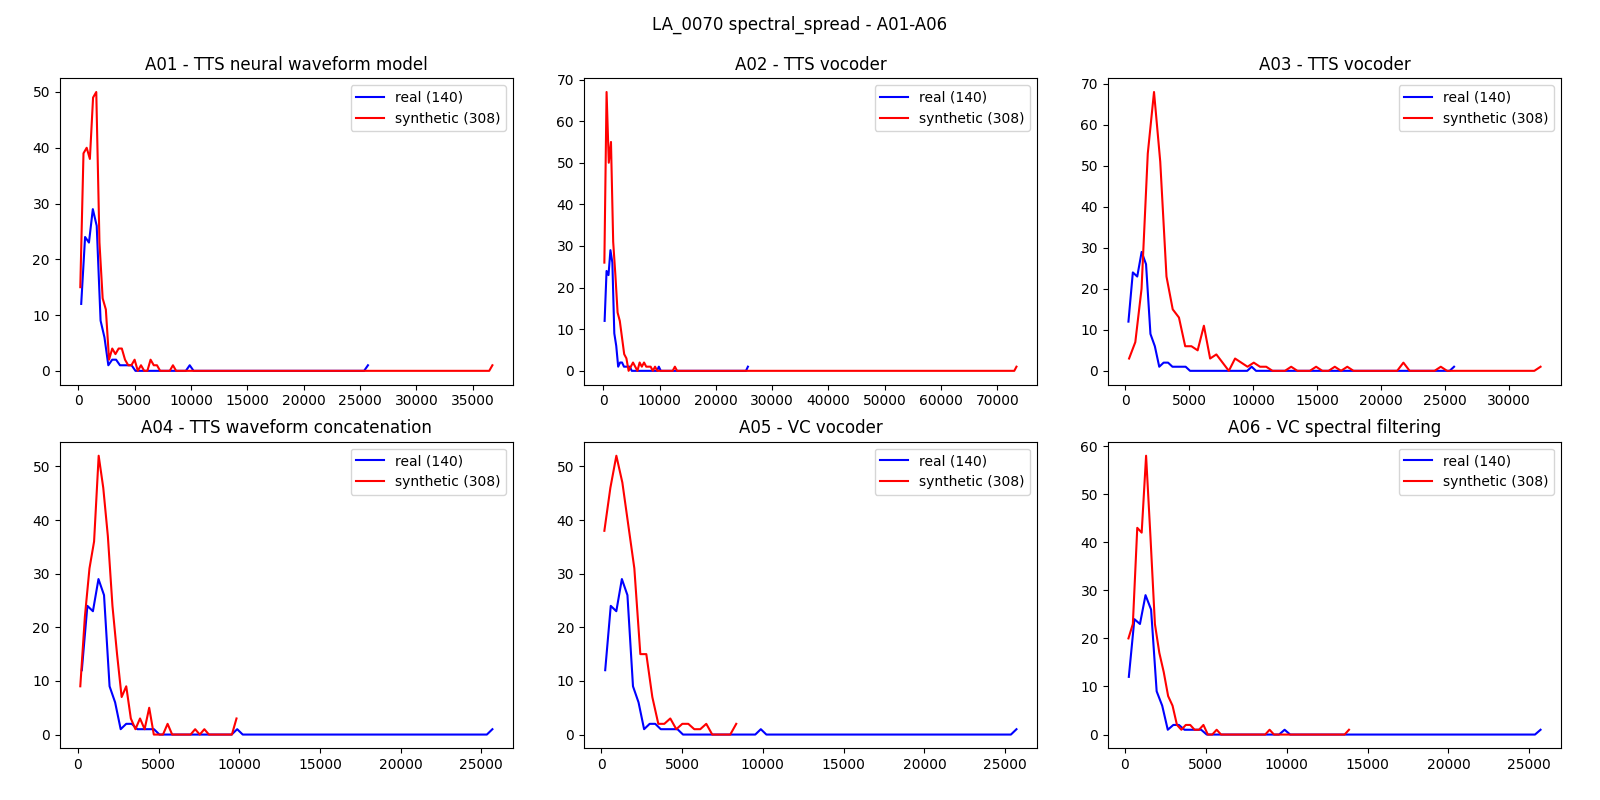 LA_0070 spectral_spread - A01-A06
A01 - TTS neural waveform model
50
40
30
20
10
0
0 5000 10000 15000 20000 25000 30000 35000
real (140)
synthetic (308)
A02 - TTS vocoder
70
60
50
40
30
20
10
0
0 10000 20000 30000 40000 50000 60000 70000
real (140)
synthetic (308)
A03 - TTS vocoder
70
60
50
40
30
20
10
0
0 5000 10000 15000 20000 25000 30000
real (140)
synthetic (308)
A04 - TTS waveform concatenation
50
40
30
20
10
0
0 5000 10000 15000 20000 25000
real (140)
synthetic (308)
A05 - VC vocoder
50
40
30
20
10
0
0 5000 10000 15000 20000 25000
real (140)
synthetic (308)
A06 - VC spectral filtering
60
50
40
30
20
10
0
0 5000 10000 15000 20000 25000
real (140)
synthetic (308)